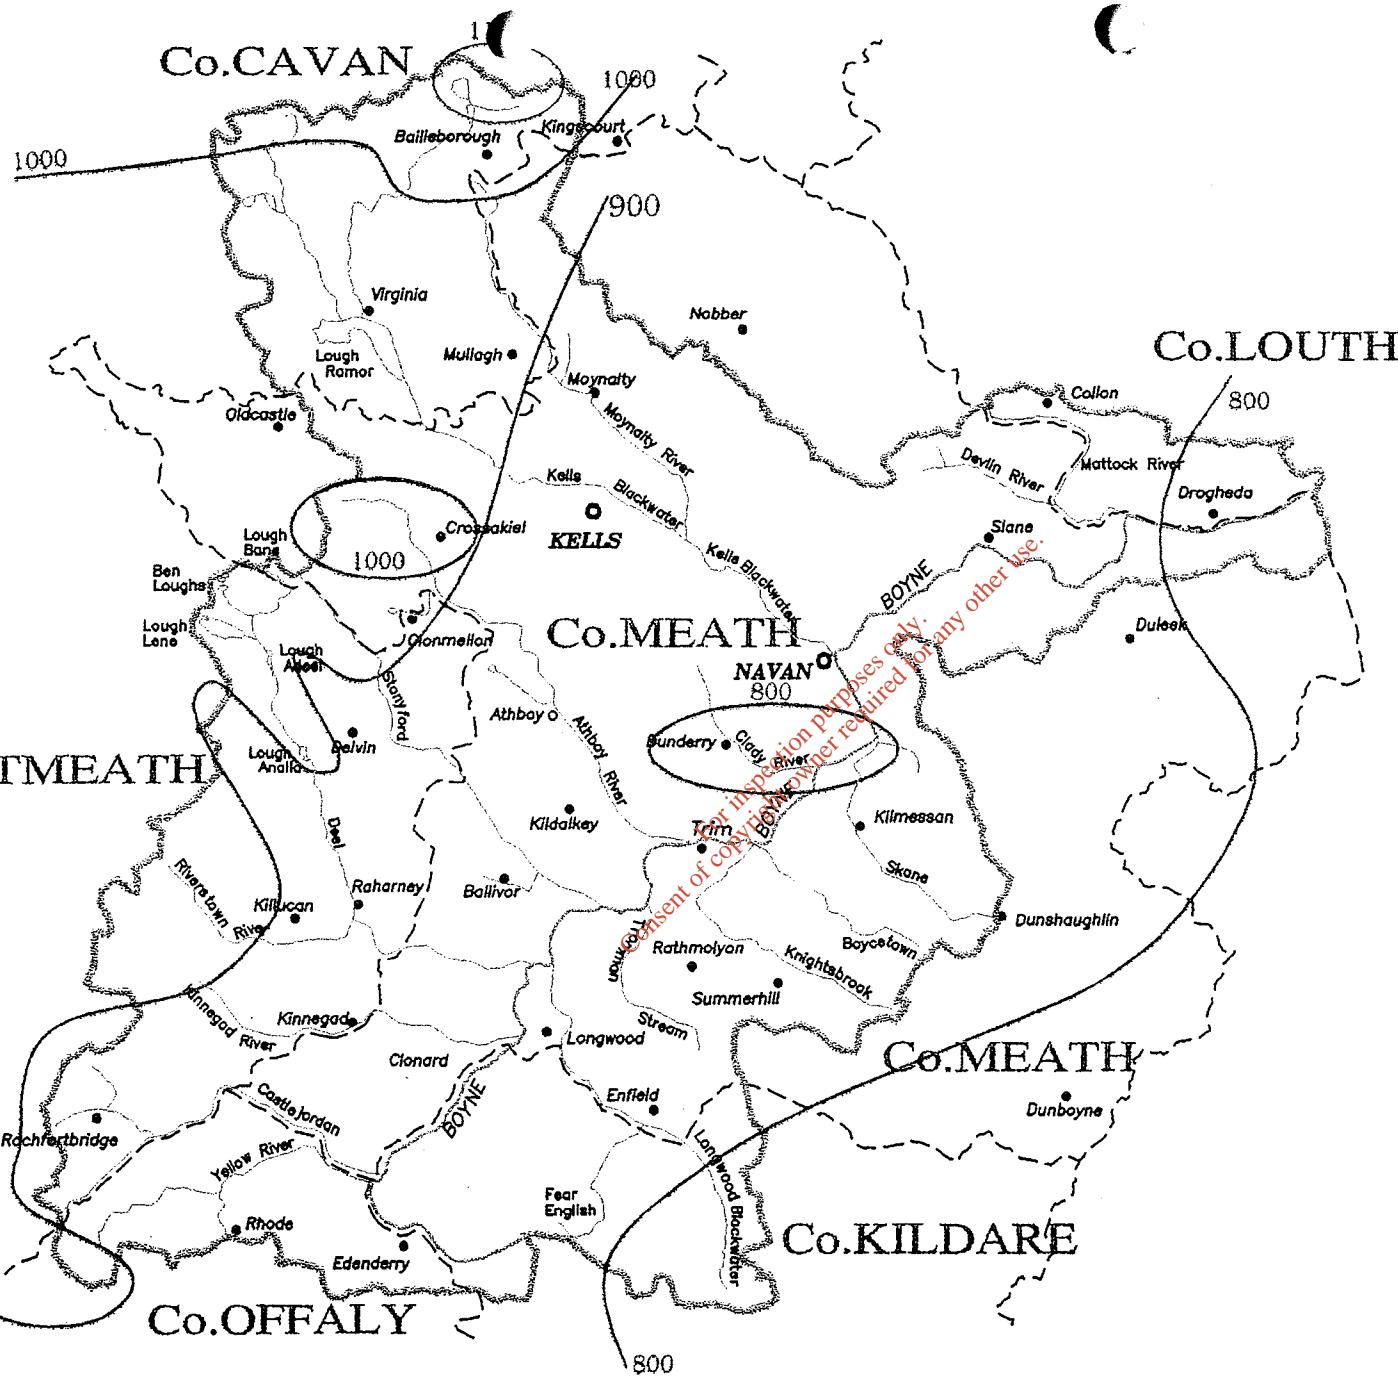 Co.CAVAN
1000
1000
Bailieborough
Kingscourt
900
Virginia
Nobber
Lough
Ramor
Mullagh
Moynalty
Co.LOUTH
800
Collon
Oldcastle
Moynalty River
Devlin River
Mattock River
Drogheda
Kells
Blackwater
KELLS
Crossakiel
1000
Lough
Bane
Slane
Kells Blackwater
BOYNE
Ben
Loughs
Lough
Lene
Clonmellon
Co.MEATH
Duleek
Lough
NAVAN
800
Stonyford
Athboy
Athboy River
Dunderry
Clady
River
TMEATH
Delvin
Lough
Analla
BOYNE
Kildalkey
Trim
Kilmessan
Deel
Skane
Riverstown
River
Killucan
Raharney
Ballivor
Dunshaughlin
Boycetown
Knightsbrook
Rathmolyon
Summerhill
Stream
Kinnegad River
Kinnegad
Longwood
Clonard
Co.MEATH
BOYNE
Enfield
Dunboyne
Castlejordan
Rochfortbridge
Yellow River
Longwood Blackwater
Fear
English
Rhode
Edenderry
Co.KILDARE
Co.OFFALY
800
For inspection purposes only.
Consent of copyright owner required for any other use.